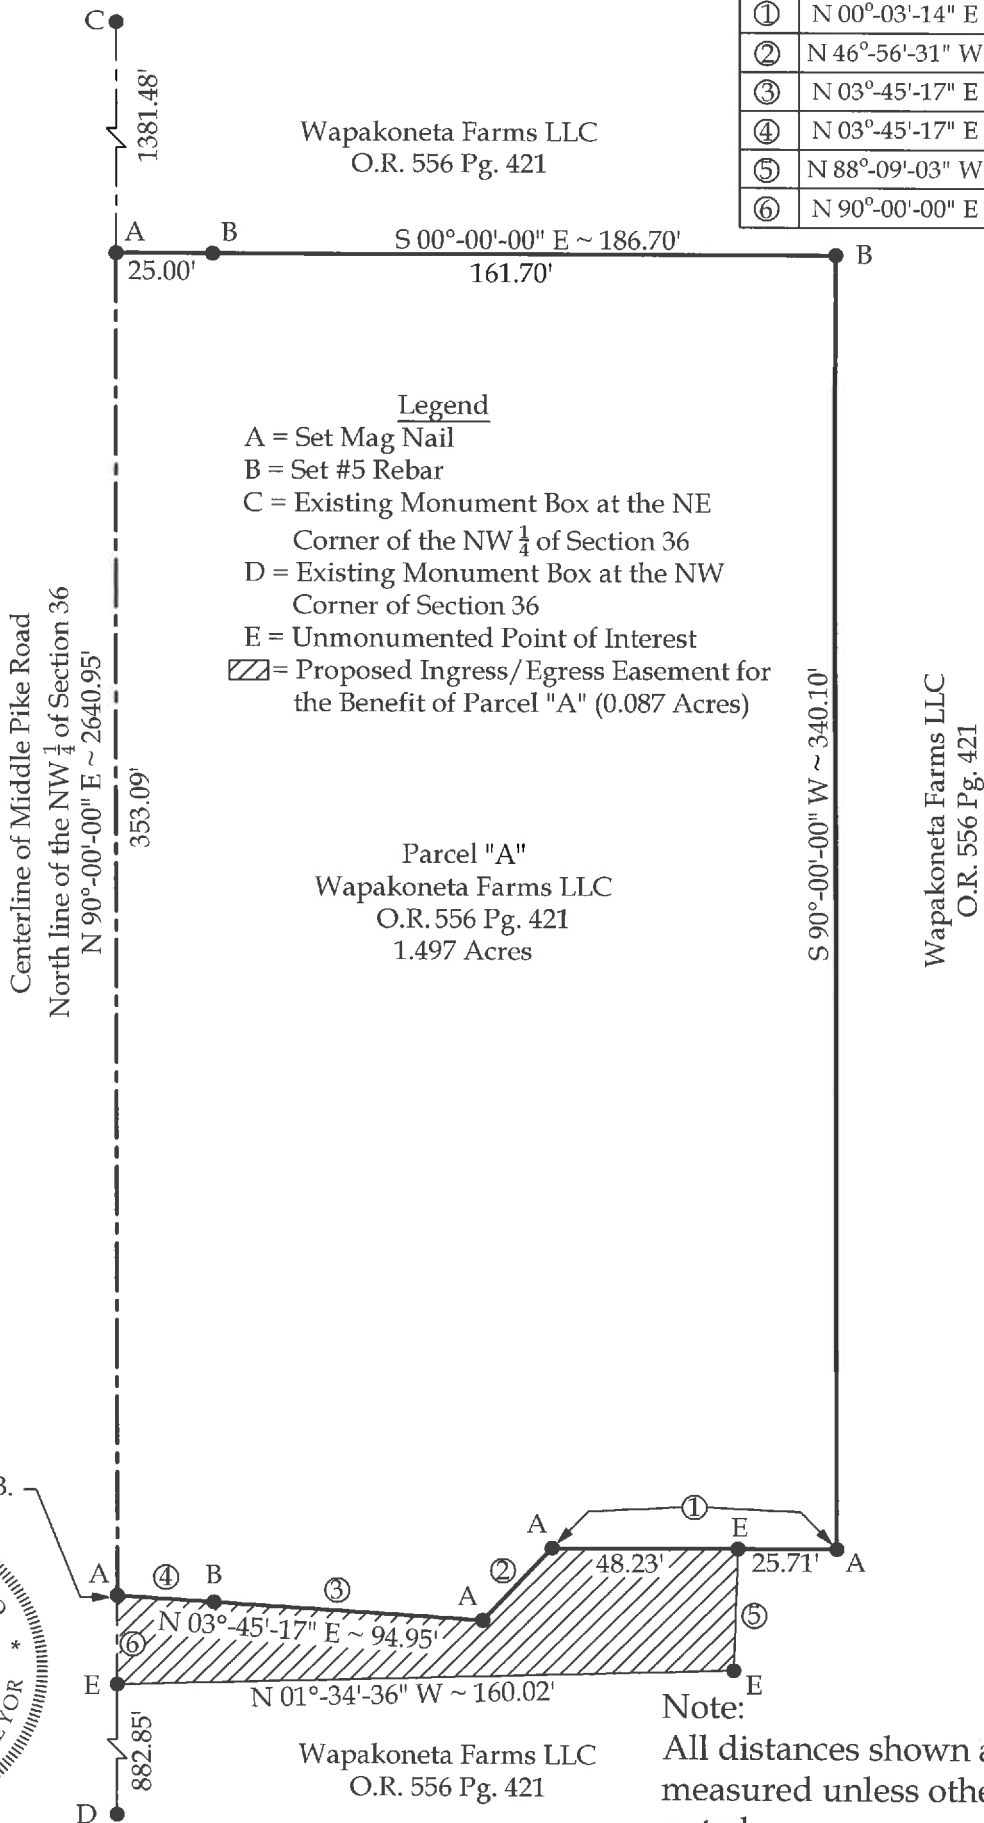 C
1381.48'
Wapakoneta Farms LLC
O.R. 556 Pg. 421
① N 00°-03'-14" E
② N 46°-56'-31" W
③ N 03°-45'-17" E
④ N 03°-45'-17" E
⑤ N 88°-09'-03" W
⑥ N 90°-00'-00" E
A
B
S 00°-00'-00" E ~ 186.70'
B
25.00'
161.70'
Legend
A = Set Mag Nail
B = Set #5 Rebar
C = Existing Monument Box at the NE
Corner of the NW 1/4 of Section 36
D = Existing Monument Box at the NW
Corner of Section 36
E = Unmonumented Point of Interest
= Proposed Ingress/Egress Easement for
the Benefit of Parcel "A" (0.087 Acres)
Centerline of Middle Pike Road
North line of the NW 1/4 of Section 36
N 90°-00'-00" E ~ 2640.95'
353.09'
Parcel "A"
Wapakoneta Farms LLC
O.R. 556 Pg. 421
1.497 Acres
S 90°-00'-00" W ~ 340.10'
Wapakoneta Farms LLC
O.R. 556 Pg. 421
B.
①
A
E
48.23'
25.71'
A
A
④
B
③
A
②
⑤
N 03°-45'-17" E ~ 94.95'
⑥
E
N 01°-34'-36" W ~ 160.02'
E
882.85'
D
Wapakoneta Farms LLC
O.R. 556 Pg. 421
Note:
All distances shown a
measured unless othe
YOR *